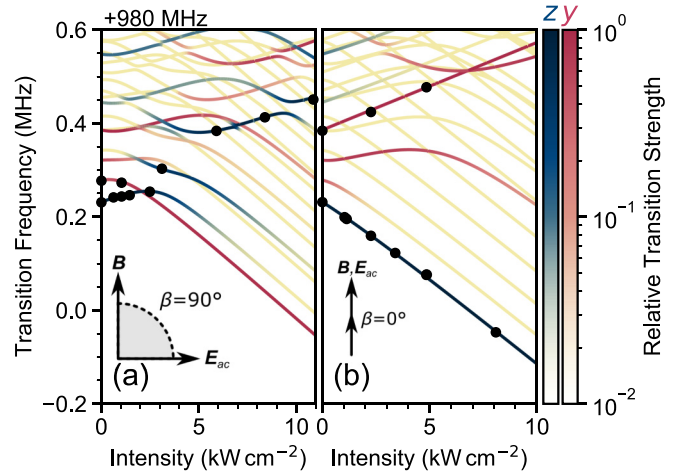 +980 MHz
z y
Transition Frequency (MHz)
0.6
0.4
0.2
0.0
−0.2
B
β=90°
E_ac
(a)
B, E_ac
β=0°
(b)
0 5 10
0 5 10
Intensity (kW cm⁻²)
Intensity (kW cm⁻²)
10⁰
10⁻¹
10⁻²
Relative Transition Strength